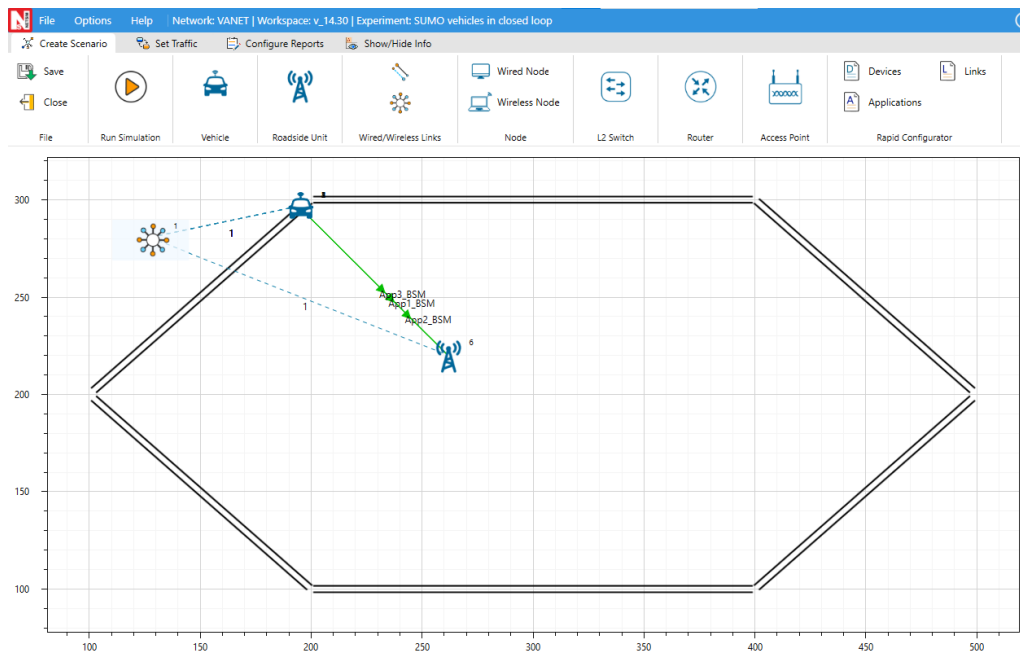 N File Options Help Network: VANET | Workspace: v_14.30 | Experiment: SUMO vehicles in closed loop
Create Scenario Set Traffic Configure Reports Show/Hide Info
Save
Close
File
Run Simulation
Vehicle
Roadside Unit
Wired/Wireless Links
Wired Node
Wireless Node
Node
L2 Switch
Router
Access Point
Devices
Links
Applications
Rapid Configurator
300
250
200
150
100
1
1
1
App3_BSM
App1_BSM
App2_BSM
6
100 150 200 250 300 350 400 450 500